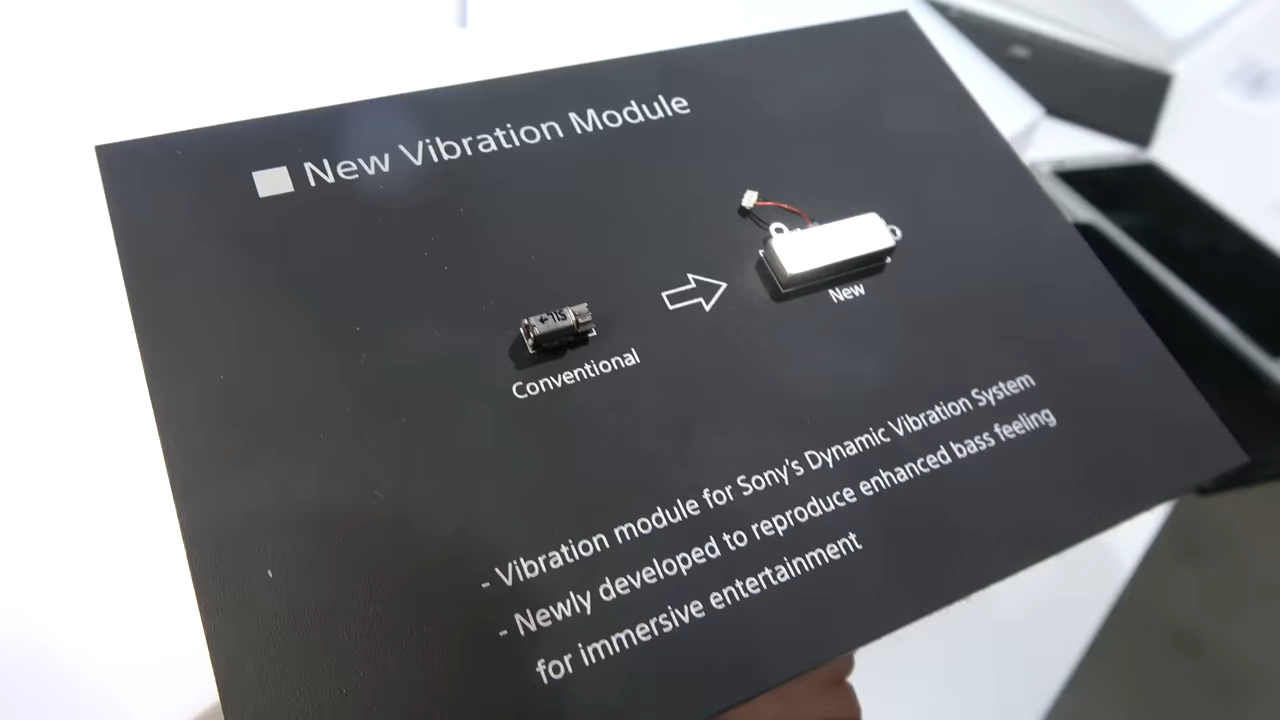 New Vibration Module
Conventional
New
- Vibration module for Sony's Dynamic Vibration System
- Newly developed to reproduce enhanced bass feeling
for immersive entertainment